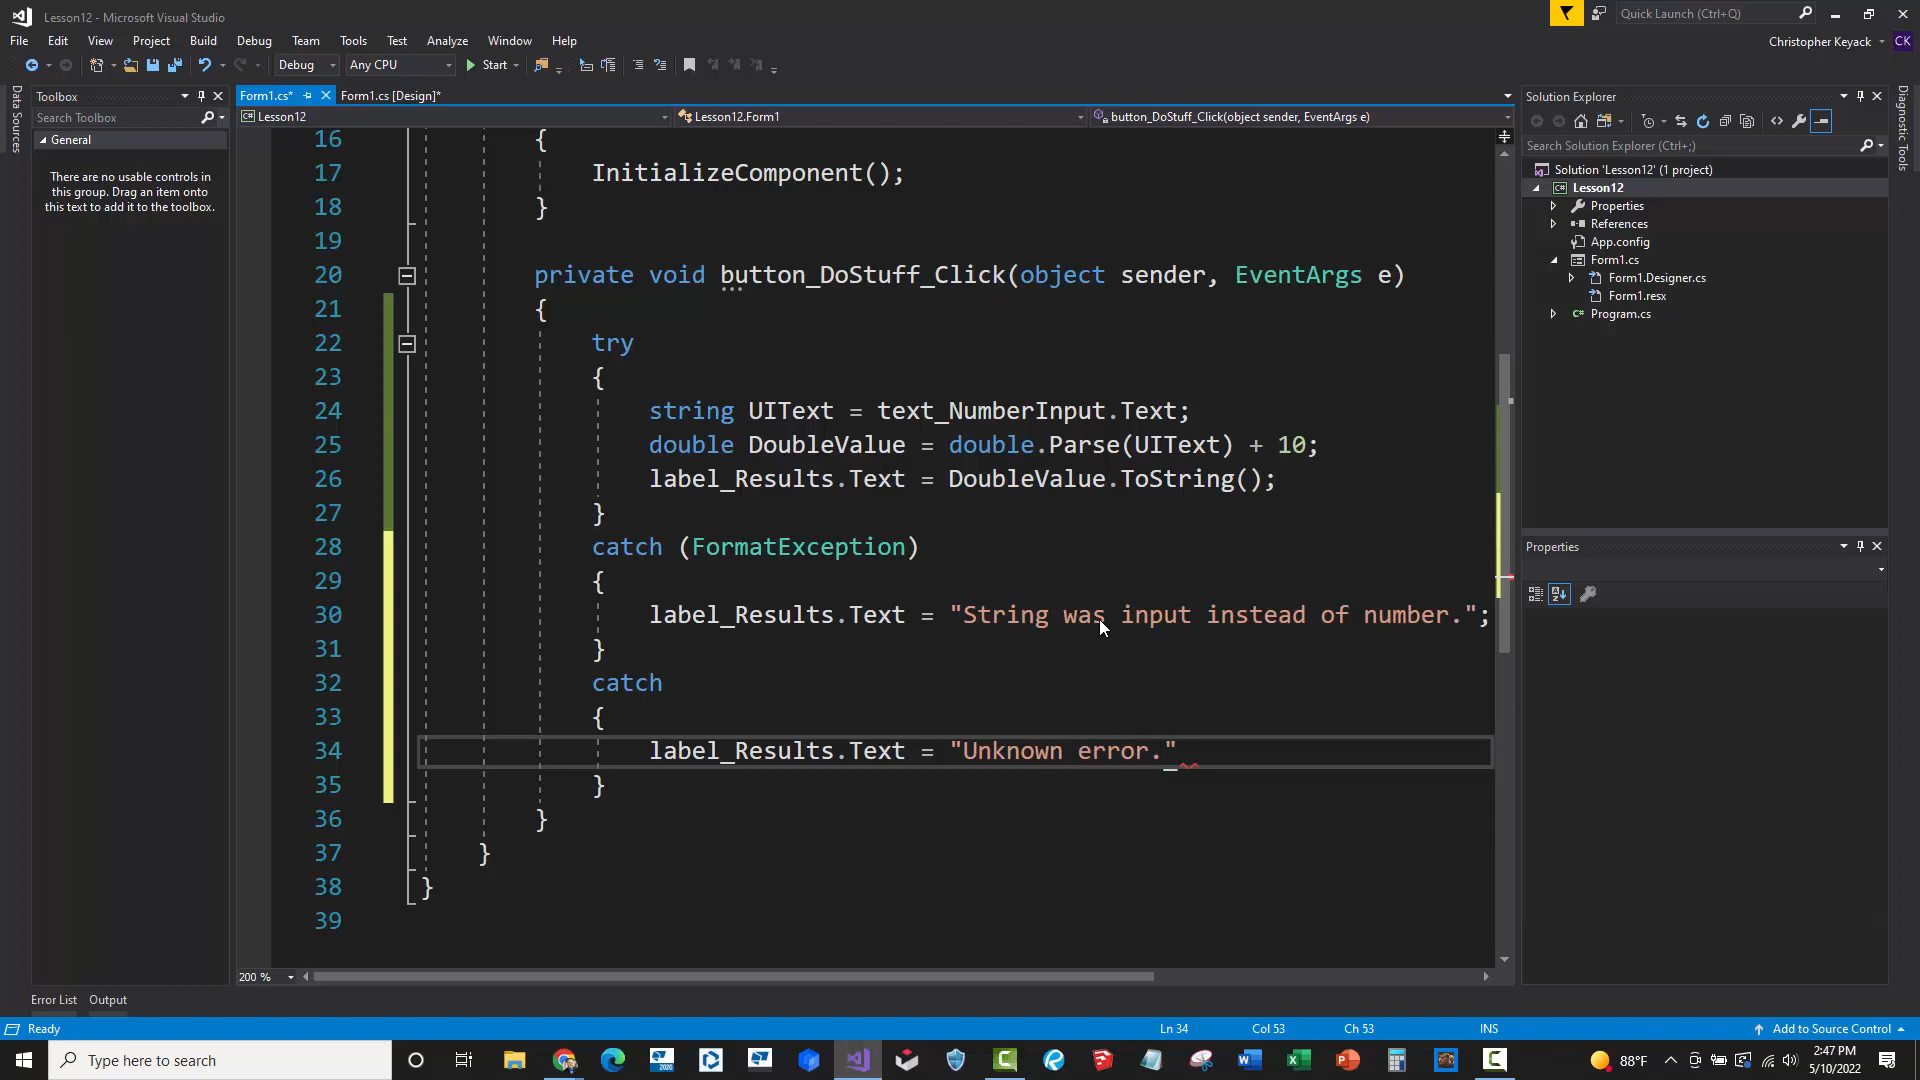 Lesson12 - Microsoft Visual Studio
Quick Launch (Ctrl+Q)
File Edit View Project Build Debug Team Tools Test Analyze Window Help
Christopher Keyack CK
Debug Any CPU Start
Data Sources
Toolbox
Search Toolbox
General
There are no usable controls in
this group. Drag an item onto
this text to add it to the toolbox.
Form1.cs* Form1.cs [Design]*
Lesson12 Lesson12.Form1 button_DoStuff_Click(object sender, EventArgs e)
16 {
17 InitializeComponent();
18 }
19
20 private void button_DoStuff_Click(object sender, EventArgs e)
21 {
22 try
23 {
24 string UIText = text_NumberInput.Text;
25 double DoubleValue = double.Parse(UIText) + 10;
26 label_Results.Text = DoubleValue.ToString();
27 }
28 catch (FormatException)
29 {
30 label_Results.Text = "String was input instead of number.";
31 }
32 catch
33 {
34 label_Results.Text = "Unknown error."
35 }
36 }
37 }
38 }
39
200 %
Solution Explorer
Search Solution Explorer (Ctrl+;)
Solution 'Lesson12' (1 project)
Lesson12
Properties
References
App.config
Form1.cs
Form1.Designer.cs
Form1.resx
Program.cs
Properties
Diagnostic Tools
Error List Output
Ready Ln 34 Col 53 Ch 53 INS Add to Source Control
Type here to search
2020
88°F
2:47 PM
5/10/2022